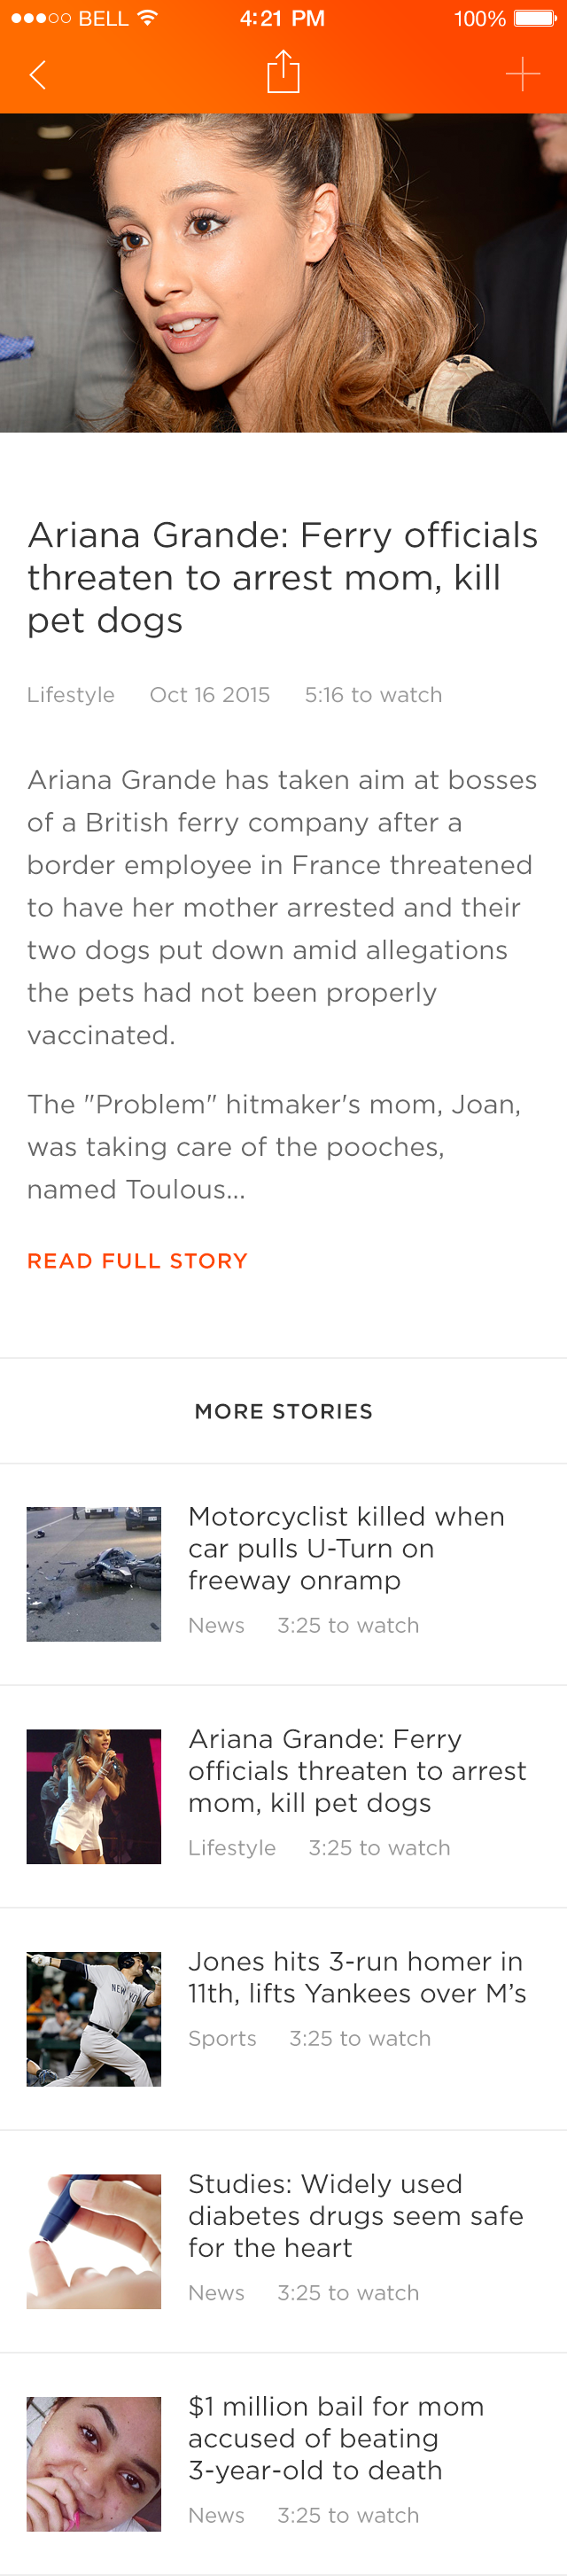 BELL 4:21 PM 100%
Ariana Grande: Ferry officials
threaten to arrest mom, kill
pet dogs
Lifestyle Oct 16 2015 5:16 to watch
Ariana Grande has taken aim at bosses
of a British ferry company after a
border employee in France threatened
to have her mother arrested and their
two dogs put down amid allegations
the pets had not been properly
vaccinated.
The "Problem" hitmaker's mom, Joan,
was taking care of the pooches,
named Toulous...
READ FULL STORY
MORE STORIES
Motorcyclist killed when
car pulls U-Turn on
freeway onramp
News 3:25 to watch
Ariana Grande: Ferry
officials threaten to arrest
mom, kill pet dogs
Lifestyle 3:25 to watch
Jones hits 3-run homer in
11th, lifts Yankees over M’s
Sports 3:25 to watch
NEW YO
Studies: Widely used
diabetes drugs seem safe
for the heart
News 3:25 to watch
$1 million bail for mom
accused of beating
3-year-old to death
News 3:25 to watch